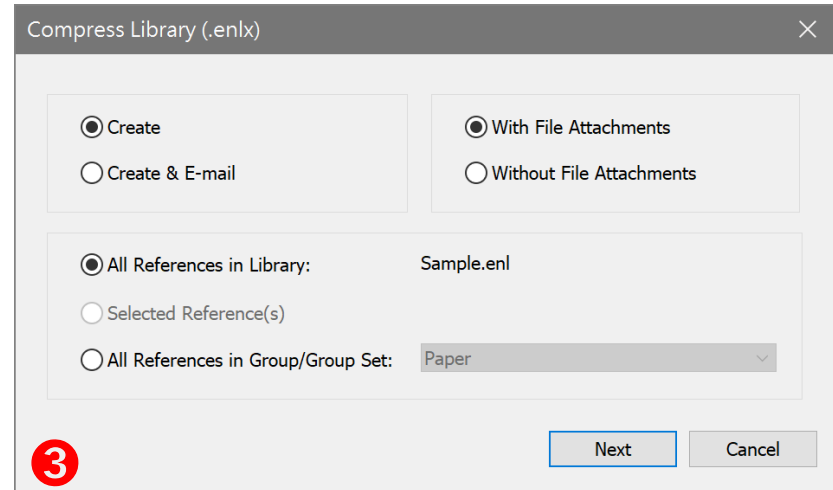 Compress Library (.enlx)
Create
With File Attachments
Create & E-mail
Without File Attachments
All References in Library: Sample.enl
Selected Reference(s)
All References in Group/Group Set: Paper
Next Cancel
3